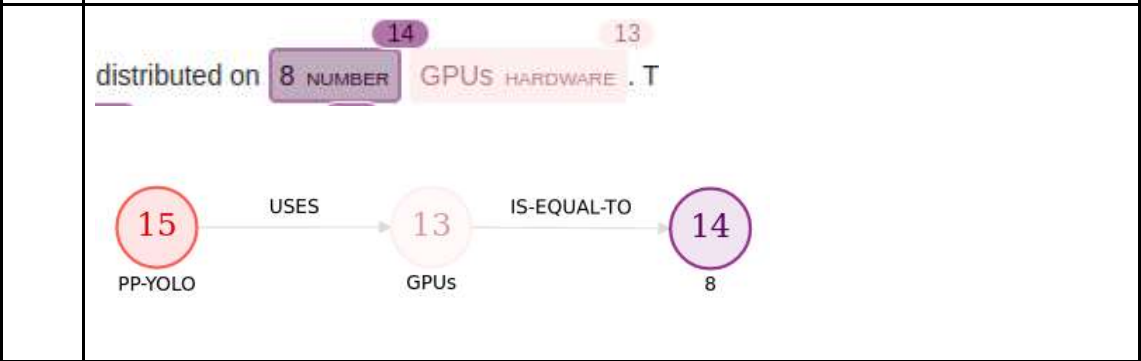 14 13
distributed on 8 NUMBER GPUs HARDWARE . T
USES IS-EQUAL-TO
15 13 14
PP-YOLO GPUs 8